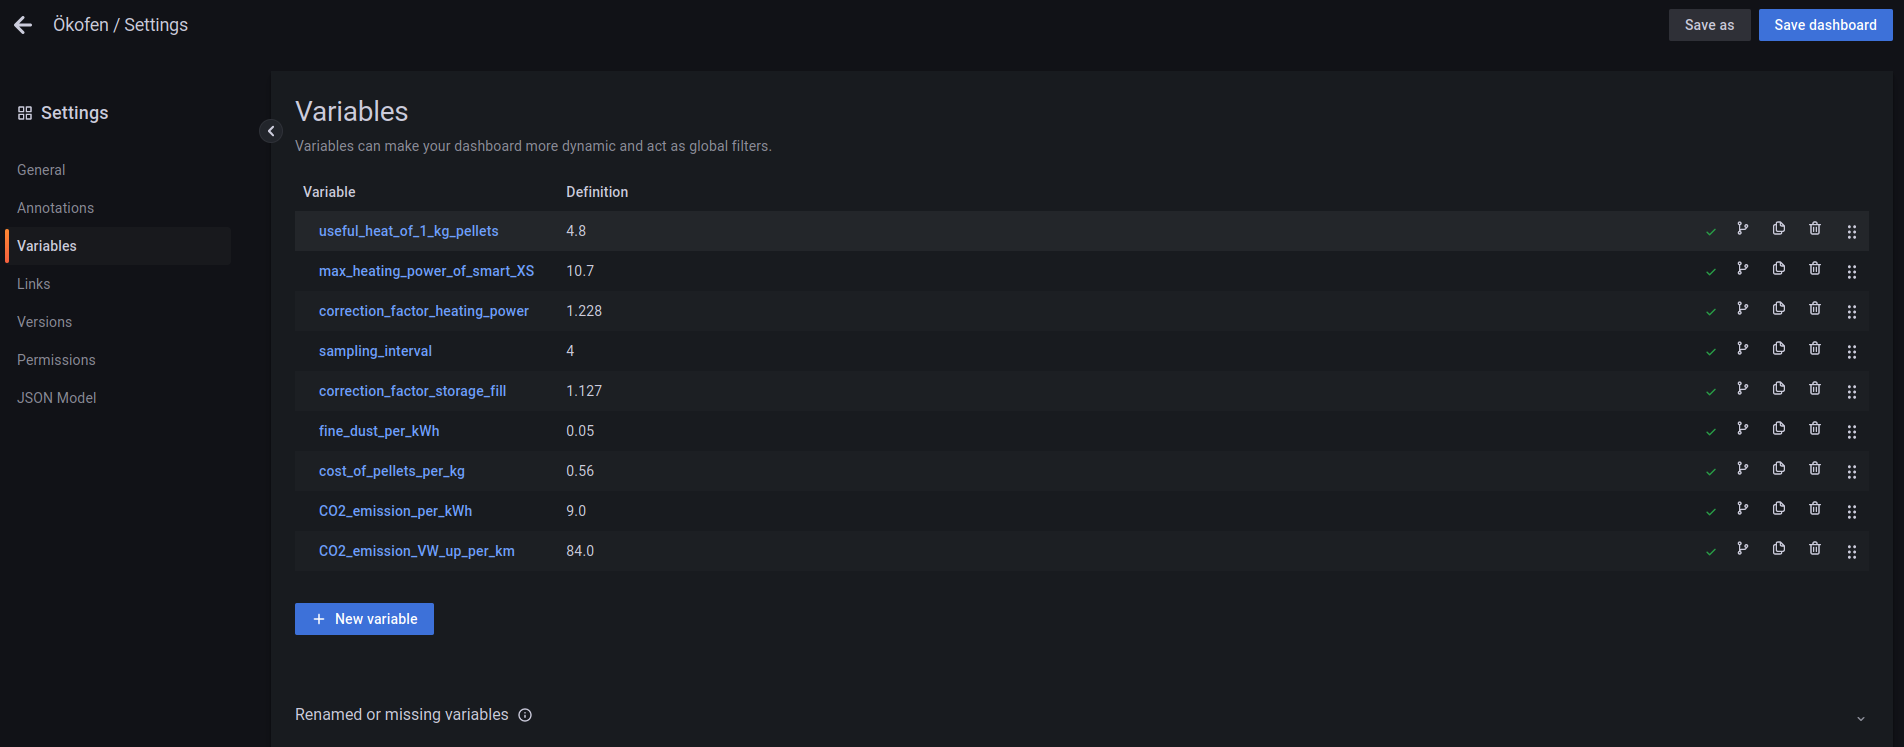 Ökofen / Settings
Save as
Save dashboard
Settings
General
Annotations
Variables
Links
Versions
Permissions
JSON Model
Variables
Variables can make your dashboard more dynamic and act as global filters.
Variable Definition
useful_heat_of_1_kg_pellets 4.8
max_heating_power_of_smart_XS 10.7
correction_factor_heating_power 1.228
sampling_interval 4
correction_factor_storage_fill 1.127
fine_dust_per_kWh 0.05
cost_of_pellets_per_kg 0.56
CO2_emission_per_kWh 9.0
CO2_emission_VW_up_per_km 84.0
New variable
Renamed or missing variables